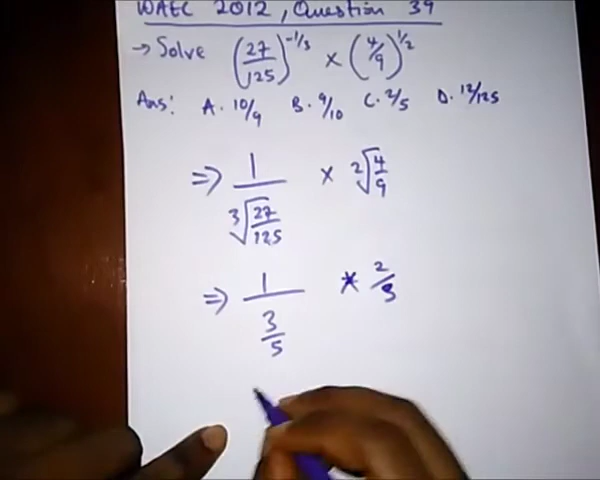 WAEC 2012, Question 39
→ Solve (27/125)^-1/3 × (4/9)^1/2
Ans: A. 10/9 B. 9/10 C. 2/5 D. 12/125
⇒ 1/∛(27/125) × ²√(4/9)
⇒ 1/(3/5) * 2/3